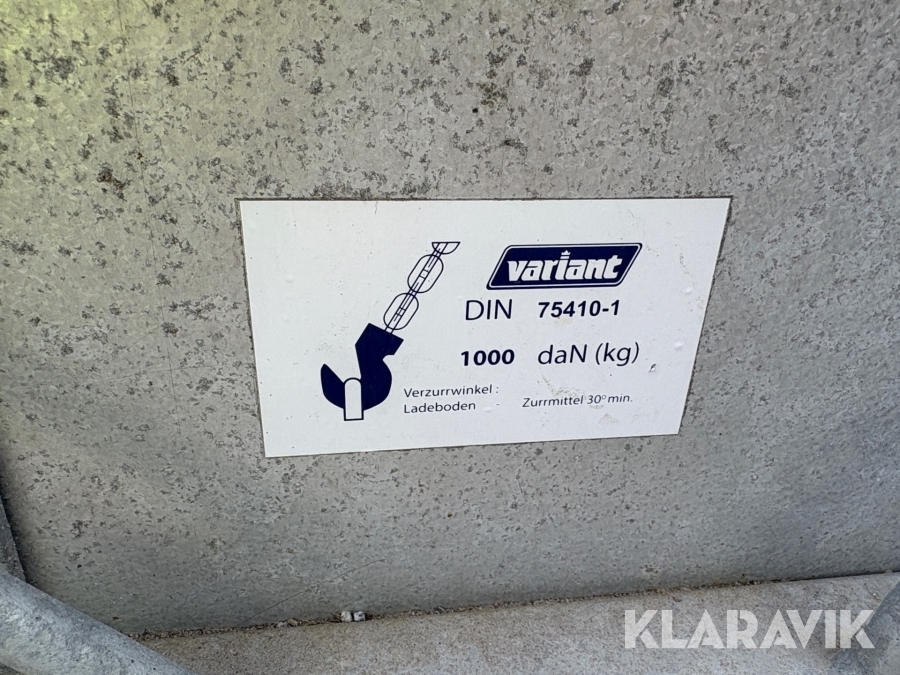 variant
DIN 75410-1
1000 daN (kg)
Verzurrwinkel :
Ladeboden Zurrmittel 30° min.
KLARAVIK